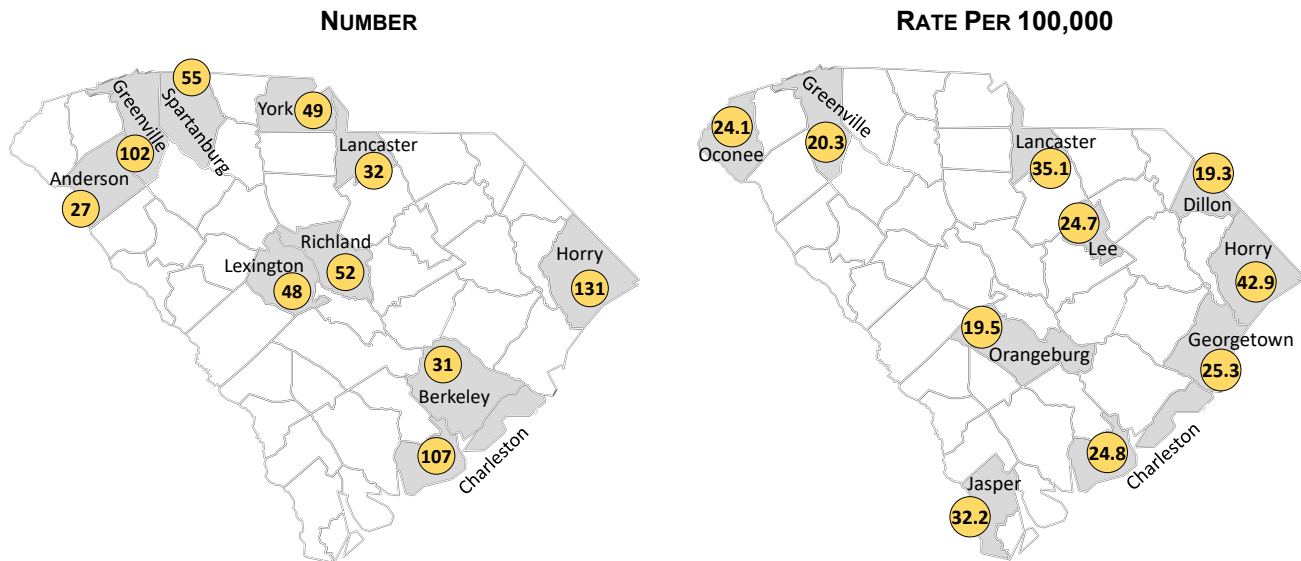 NUMBER
55
Greenville
Spartanburg
York
49
102
Lancaster
32
Anderson
27
Richland
52
Lexington
48
Horry
131
31
Berkeley
107
Charleston
RATE PER 100,000
24.1
Oconee
Greenville
20.3
Lancaster
35.1
19.3
Dillon
24.7
Lee
Horry
42.9
19.5
Orangeburg
Georgetown
25.3
24.8
Charleston
Jasper
32.2